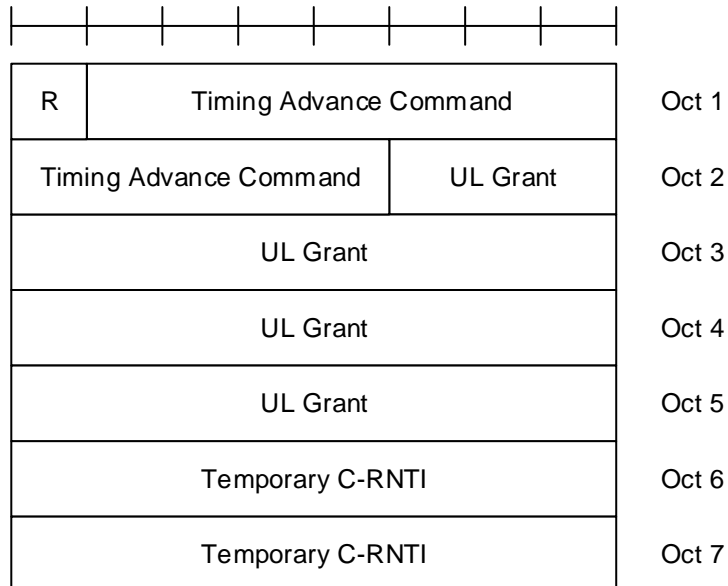 R Timing Advance Command Oct 1
Timing Advance Command UL Grant Oct 2
UL Grant Oct 3
UL Grant Oct 4
UL Grant Oct 5
Temporary C-RNTI Oct 6
Temporary C-RNTI Oct 7